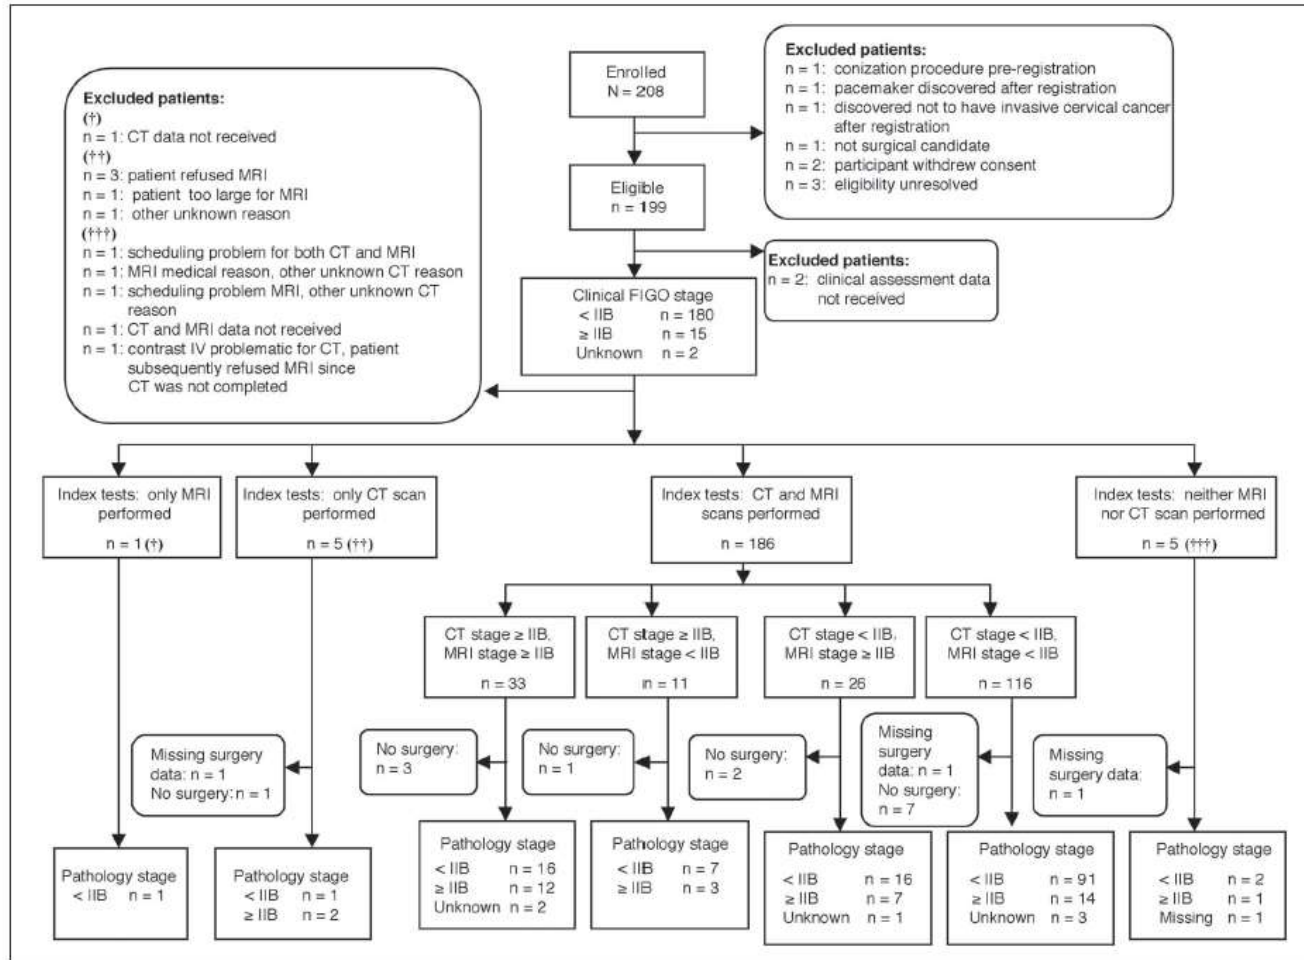 Enrolled
N = 208
Excluded patients:
n = 1: conization procedure pre-registration
n = 1: pacemaker discovered after registration
n = 1: discovered not to have invasive cervical cancer
after registration
n = 1: not surgical candidate
n = 2: participant withdrew consent
n = 3: eligibility unresolved
Eligible
n = 199
Excluded patients:
n = 2: clinical assessment data
not received
Clinical FIGO stage
< IIB n = 180
≥ IIB n = 15
Unknown n = 2
Excluded patients:
(†)
n = 1: CT data not received
(††)
n = 3: patient refused MRI
n = 1: patient too large for MRI
n = 1: other unknown reason
(†††)
n = 1: scheduling problem for both CT and MRI
n = 1: MRI medical reason, other unknown CT reason
n = 1: scheduling problem MRI, other unknown CT
reason
n = 1: CT and MRI data not received
n = 1: contrast IV problematic for CT, patient
subsequently refused MRI since
CT was not completed
Index tests: only MRI
performed
n = 1 (†)
Index tests: only CT scan
performed
n = 5 (††)
Index tests: CT and MRI
scans performed
n = 186
Index tests: neither MRI
nor CT scan performed
n = 5 (†††)
CT stage ≥ IIB,
MRI stage ≥ IIB
n = 33
CT stage ≥ IIB,
MRI stage < IIB
n = 11
CT stage < IIB,
MRI stage ≥ IIB
n = 26
CT stage < IIB,
MRI stage < IIB
n = 116
Missing surgery
data: n = 1
No surgery: n = 1
No surgery:
n = 3
No surgery:
n = 1
No surgery:
n = 2
Missing
surgery
data: n = 1
No surgery:
n = 7
Missing
surgery data:
n = 1
Pathology stage
< IIB n = 1
Pathology stage
< IIB n = 1
≥ IIB n = 2
Pathology stage
< IIB n = 16
≥ IIB n = 12
Unknown n = 2
Pathology stage
< IIB n = 7
≥ IIB n = 3
Pathology stage
< IIB n = 16
≥ IIB n = 7
Unknown n = 1
Pathology stage
< IIB n = 91
≥ IIB n = 14
Unknown n = 3
Pathology stage
< IIB n = 2
≥ IIB n = 1
Missing n = 1